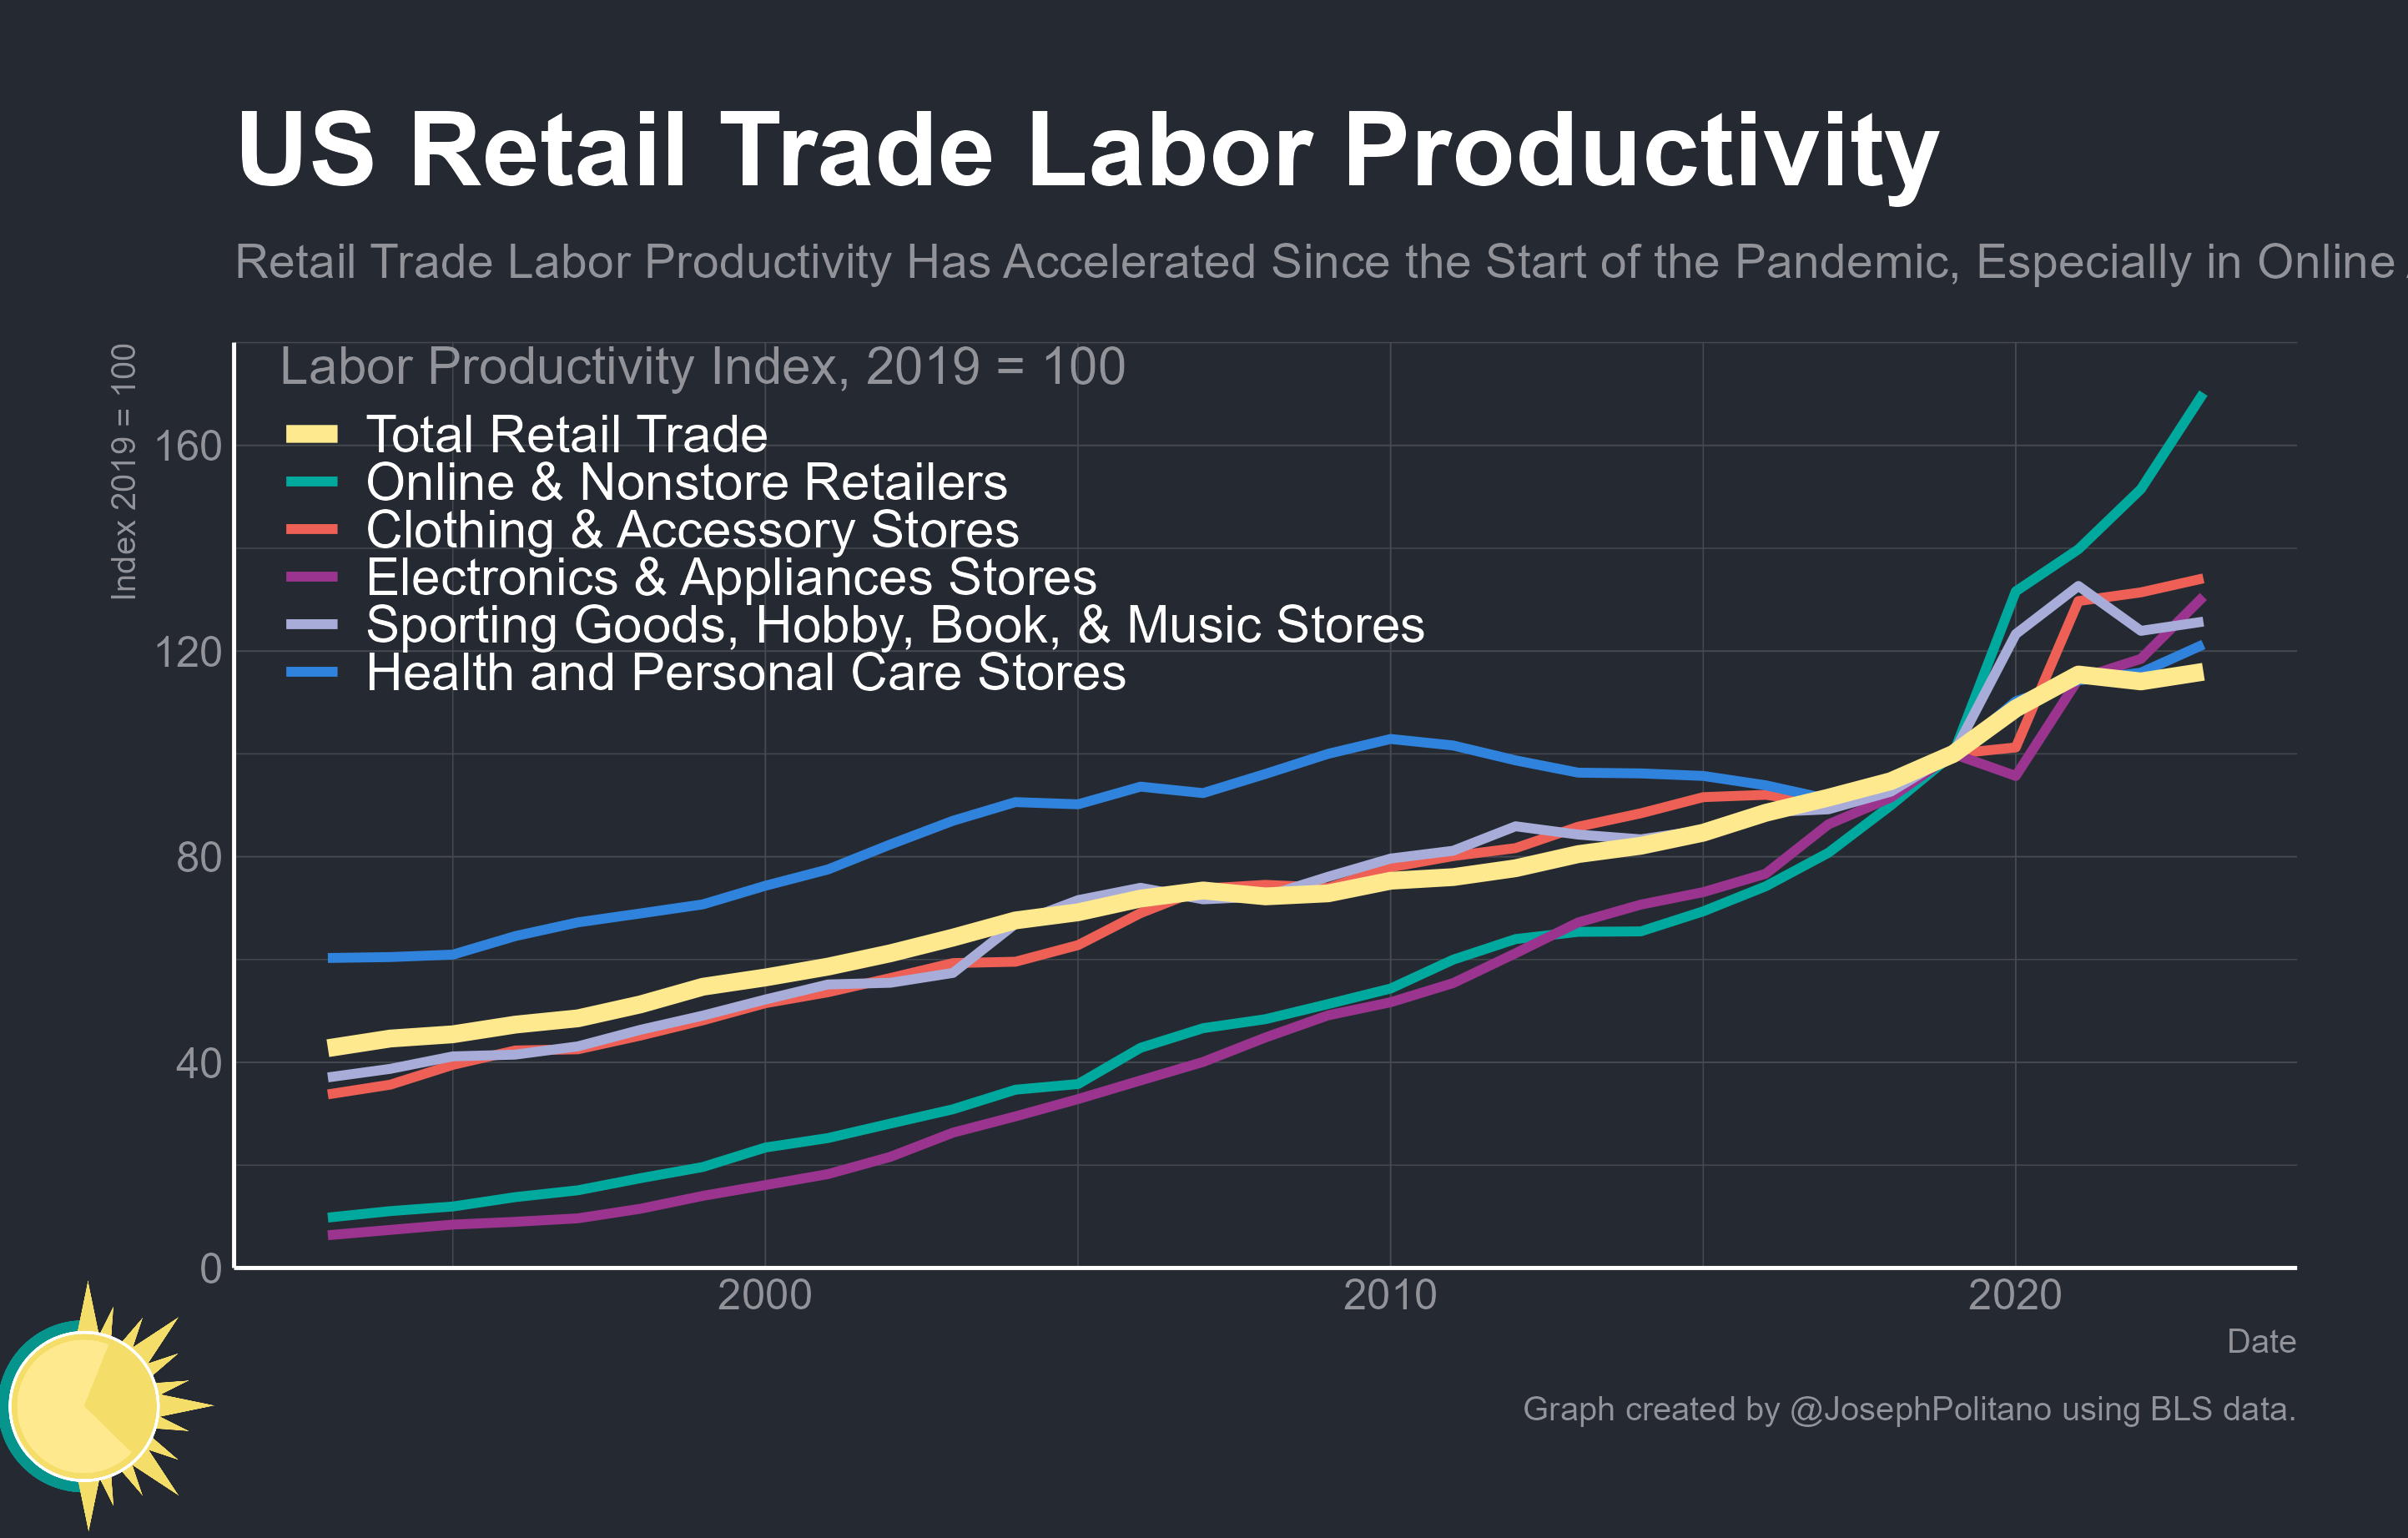 US Retail Trade Labor Productivity
Retail Trade Labor Productivity Has Accelerated Since the Start of the Pandemic, Especially in Online
Index 2019 = 100
Labor Productivity Index, 2019 = 100
Total Retail Trade
Online & Nonstore Retailers
Clothing & Accessory Stores
Electronics & Appliances Stores
Sporting Goods, Hobby, Book, & Music Stores
Health and Personal Care Stores
160
120
80
40
0
2000 2010 2020
Date
Graph created by @JosephPolitano using BLS data.